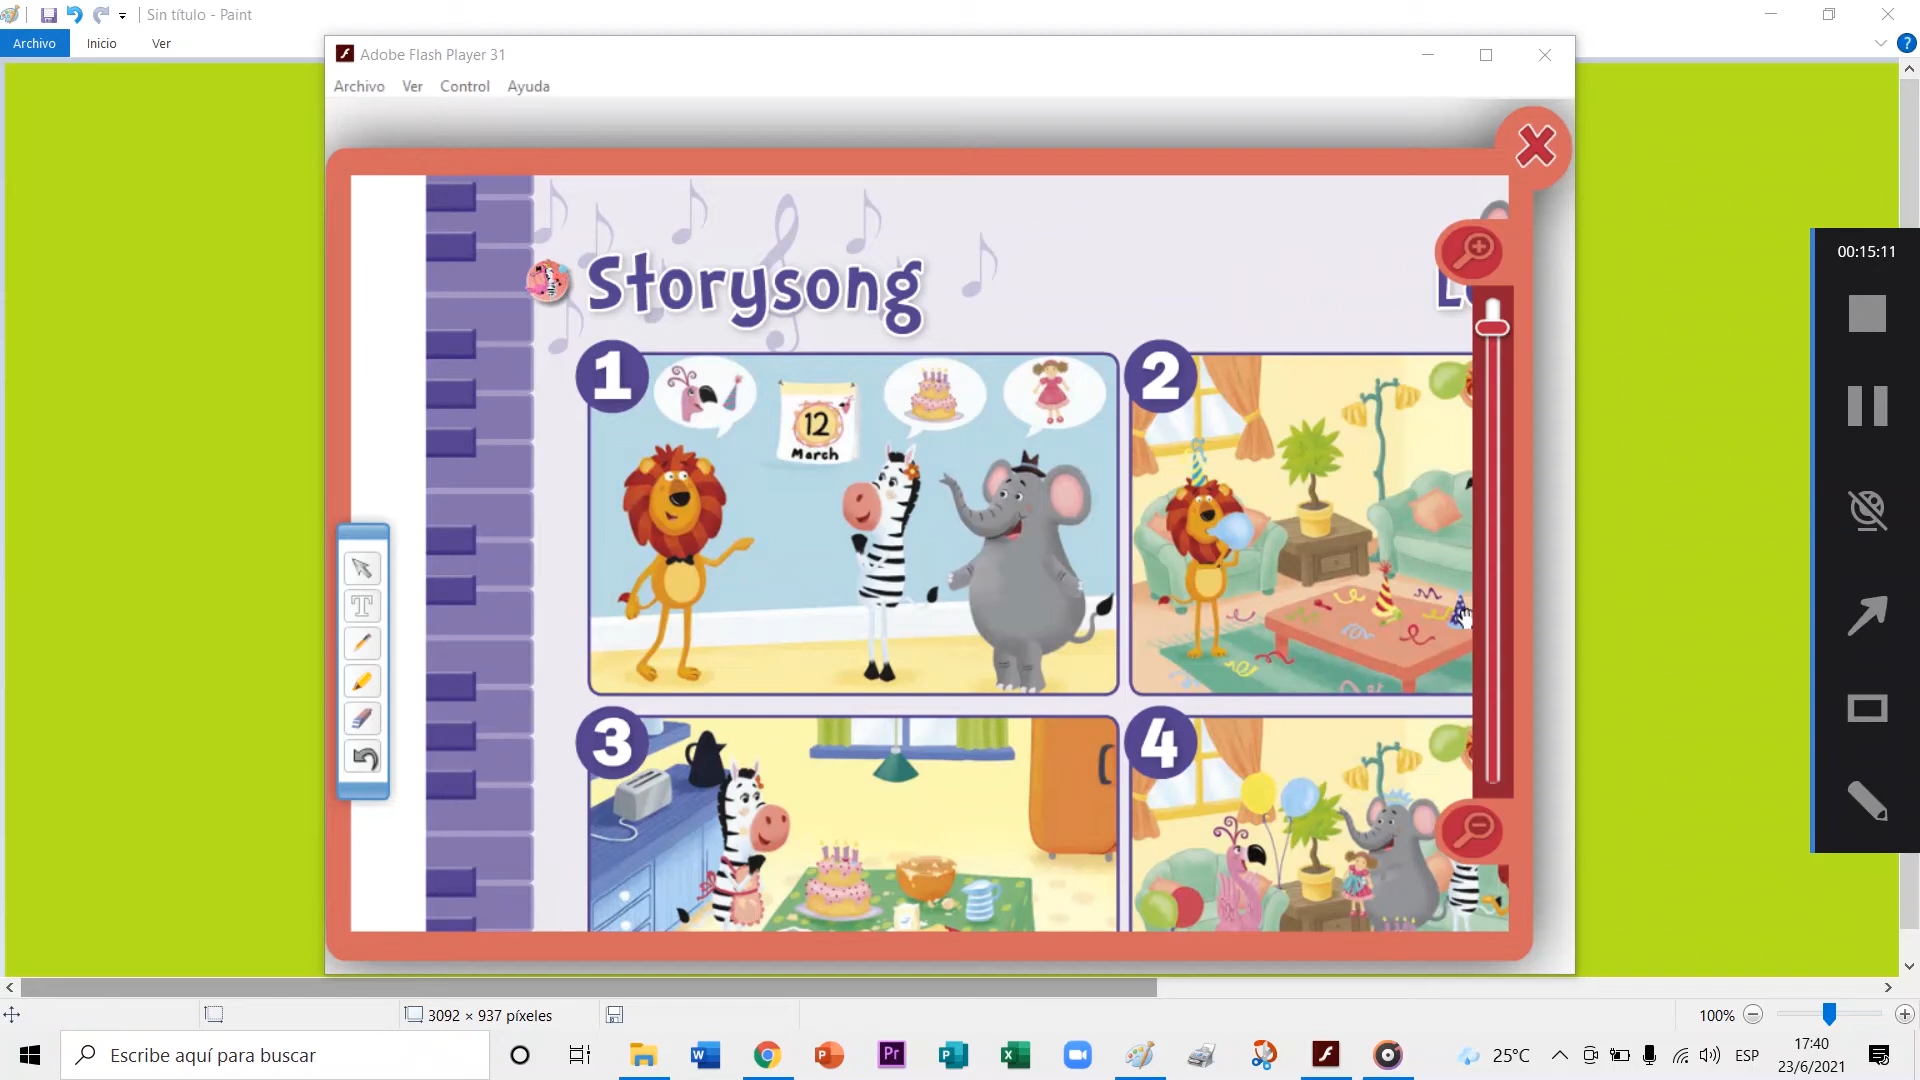 Sin título - Paint
Archivo Inicio Ver
Adobe Flash Player 31
Archivo Ver Control Ayuda
Storysong
1
12
March
2
3
4
T
00:15:11
3092 × 937 píxeles
100%
Escribe aquí para buscar
25°C
ESP
17:40
23/6/2021